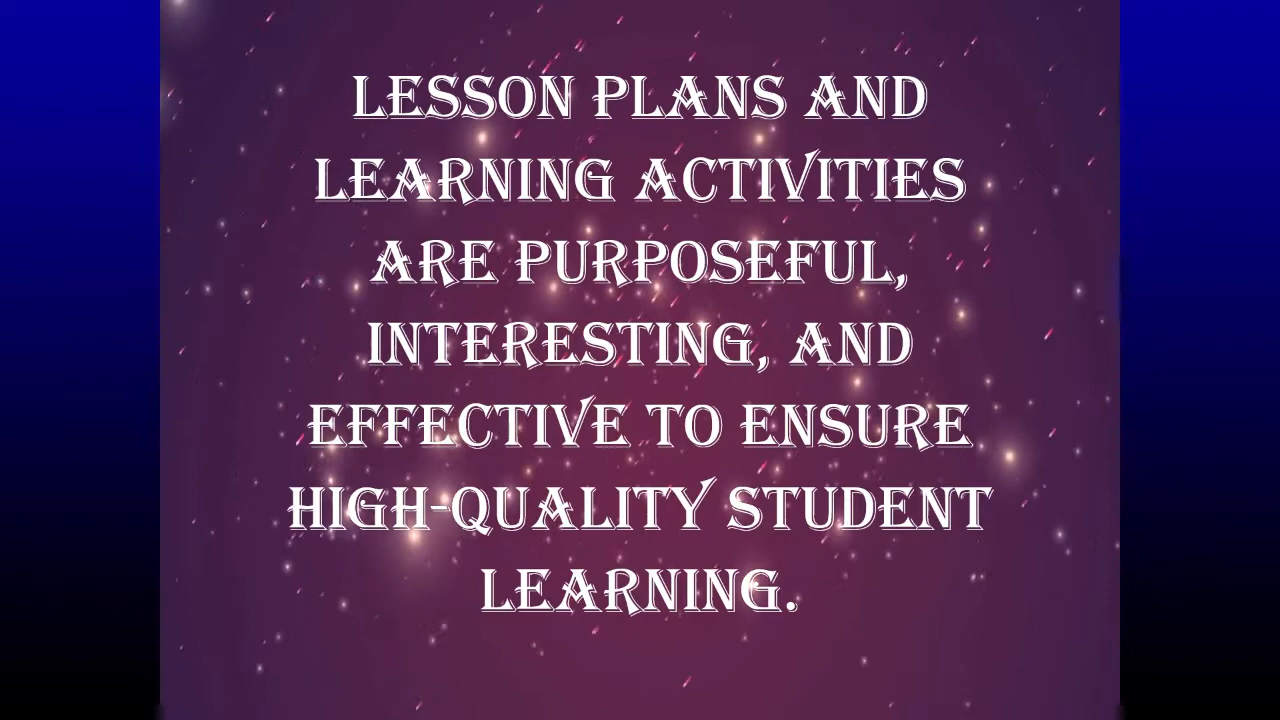 LESSON PLANS AND
LEARNING ACTIVITIES
ARE PURPOSEFUL,
INTERESTING, AND
EFFECTIVE TO ENSURE
HIGH-QUALITY STUDENT
LEARNING.